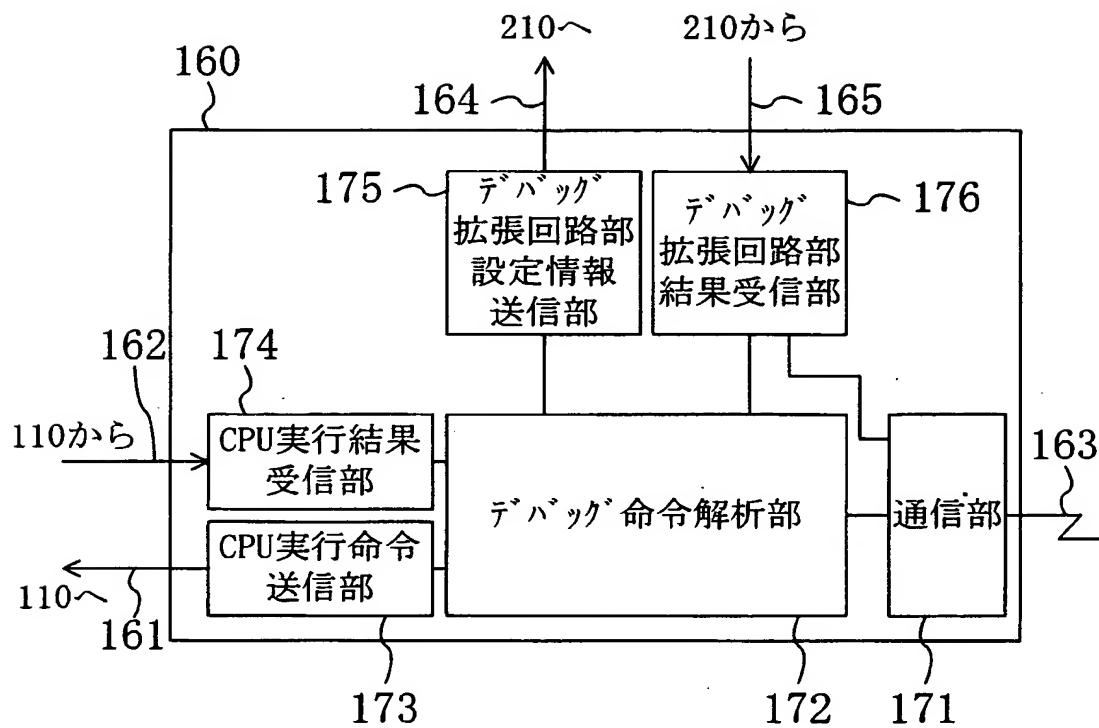 210へ
210から
160
164
165
175
デバッグ
拡張回路部
設定情報
送信部
デバッグ
拡張回路部
結果受信部
176
162
174
110から
CPU実行結果
受信部
163
デバッグ命令解析部
通信部
CPU実行命令
送信部
110へ
161
173
172
171